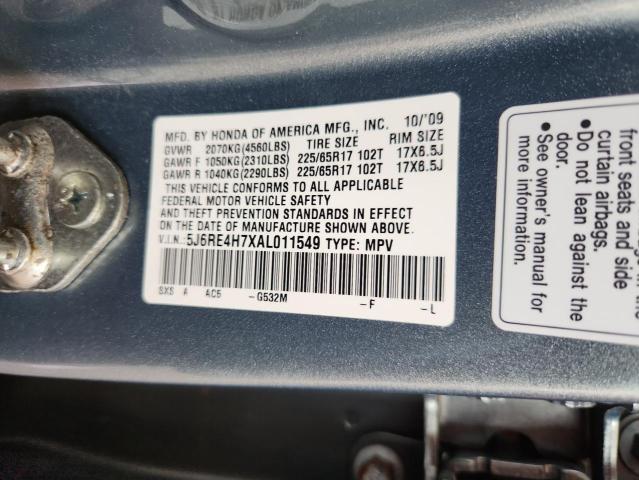 MFD. BY HONDA OF AMERICA MFG., INC. 10/'09
GVWR 2070KG(4560LBS) TIRE SIZE RIM SIZE
GAWR F 1050KG(2310LBS) 225/65R17 102T 17X6.5J
GAWR R 1040KG(2290LBS) 225/65R17 102T 17X6.5J
THIS VEHICLE CONFORMS TO ALL APPLICABLE
FEDERAL MOTOR VEHICLE SAFETY
AND THEFT PREVENTION STANDARDS IN EFFECT
ON THE DATE OF MANUFACTURE SHOWN ABOVE.
V.I.N.: 5J6RE4H7XAL011549 TYPE: MPV
SXS A AC5 -G532M -F -L
front seats and side
curtain airbags.
• Do not lean against the
door.
• See owner's manual for
more information.